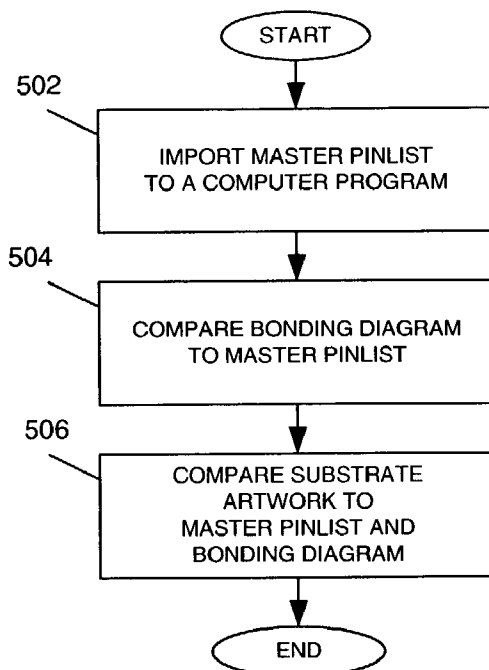 START
502
IMPORT MASTER PINLIST
TO A COMPUTER PROGRAM
504
COMPARE BONDING DIAGRAM
TO MASTER PINLIST
506
COMPARE SUBSTRATE
ARTWORK TO
MASTER PINLIST AND
BONDING DIAGRAM
END